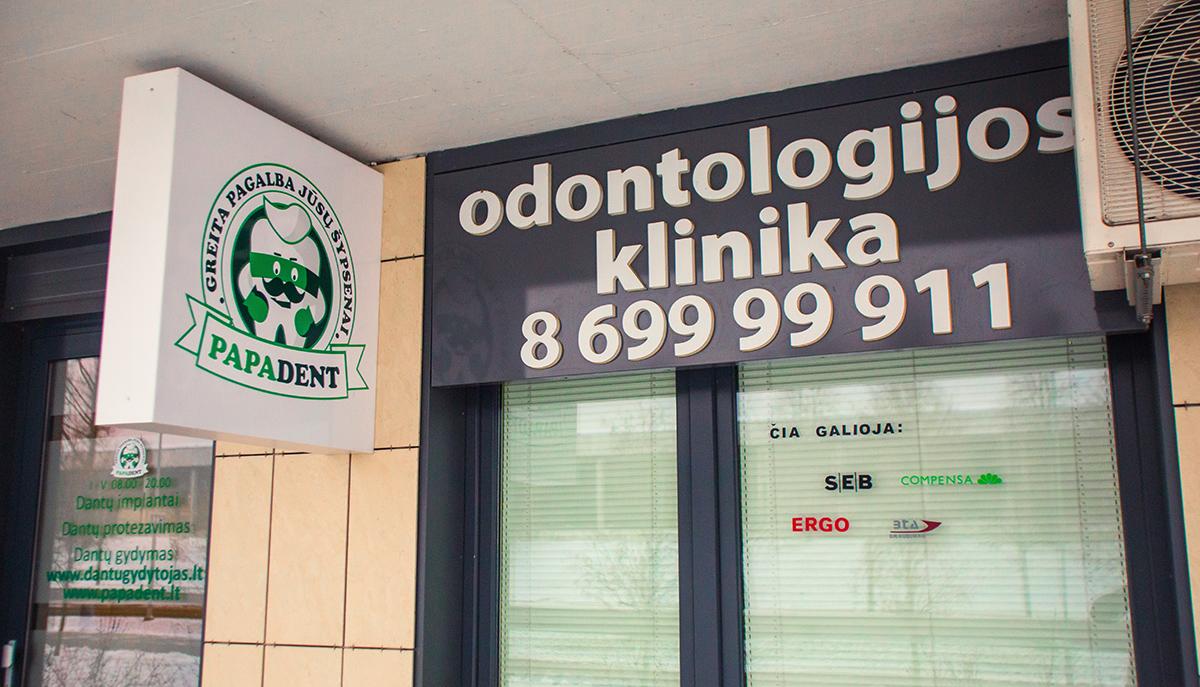 . GREITA PAGALBA JŪSŲ ŠYPSENAI.
PAPADENT
odontologijos
klinika
8 699 99 911
ČIA GALIOJA:
S|E|B COMPENSA
ERGO BTA
PAPADENT
I - V 08.00 - 20.00
Dantų implantai
Dantų protezavimas
Dantų gydymas
www.dantugydytojas.lt
www.papadent.lt